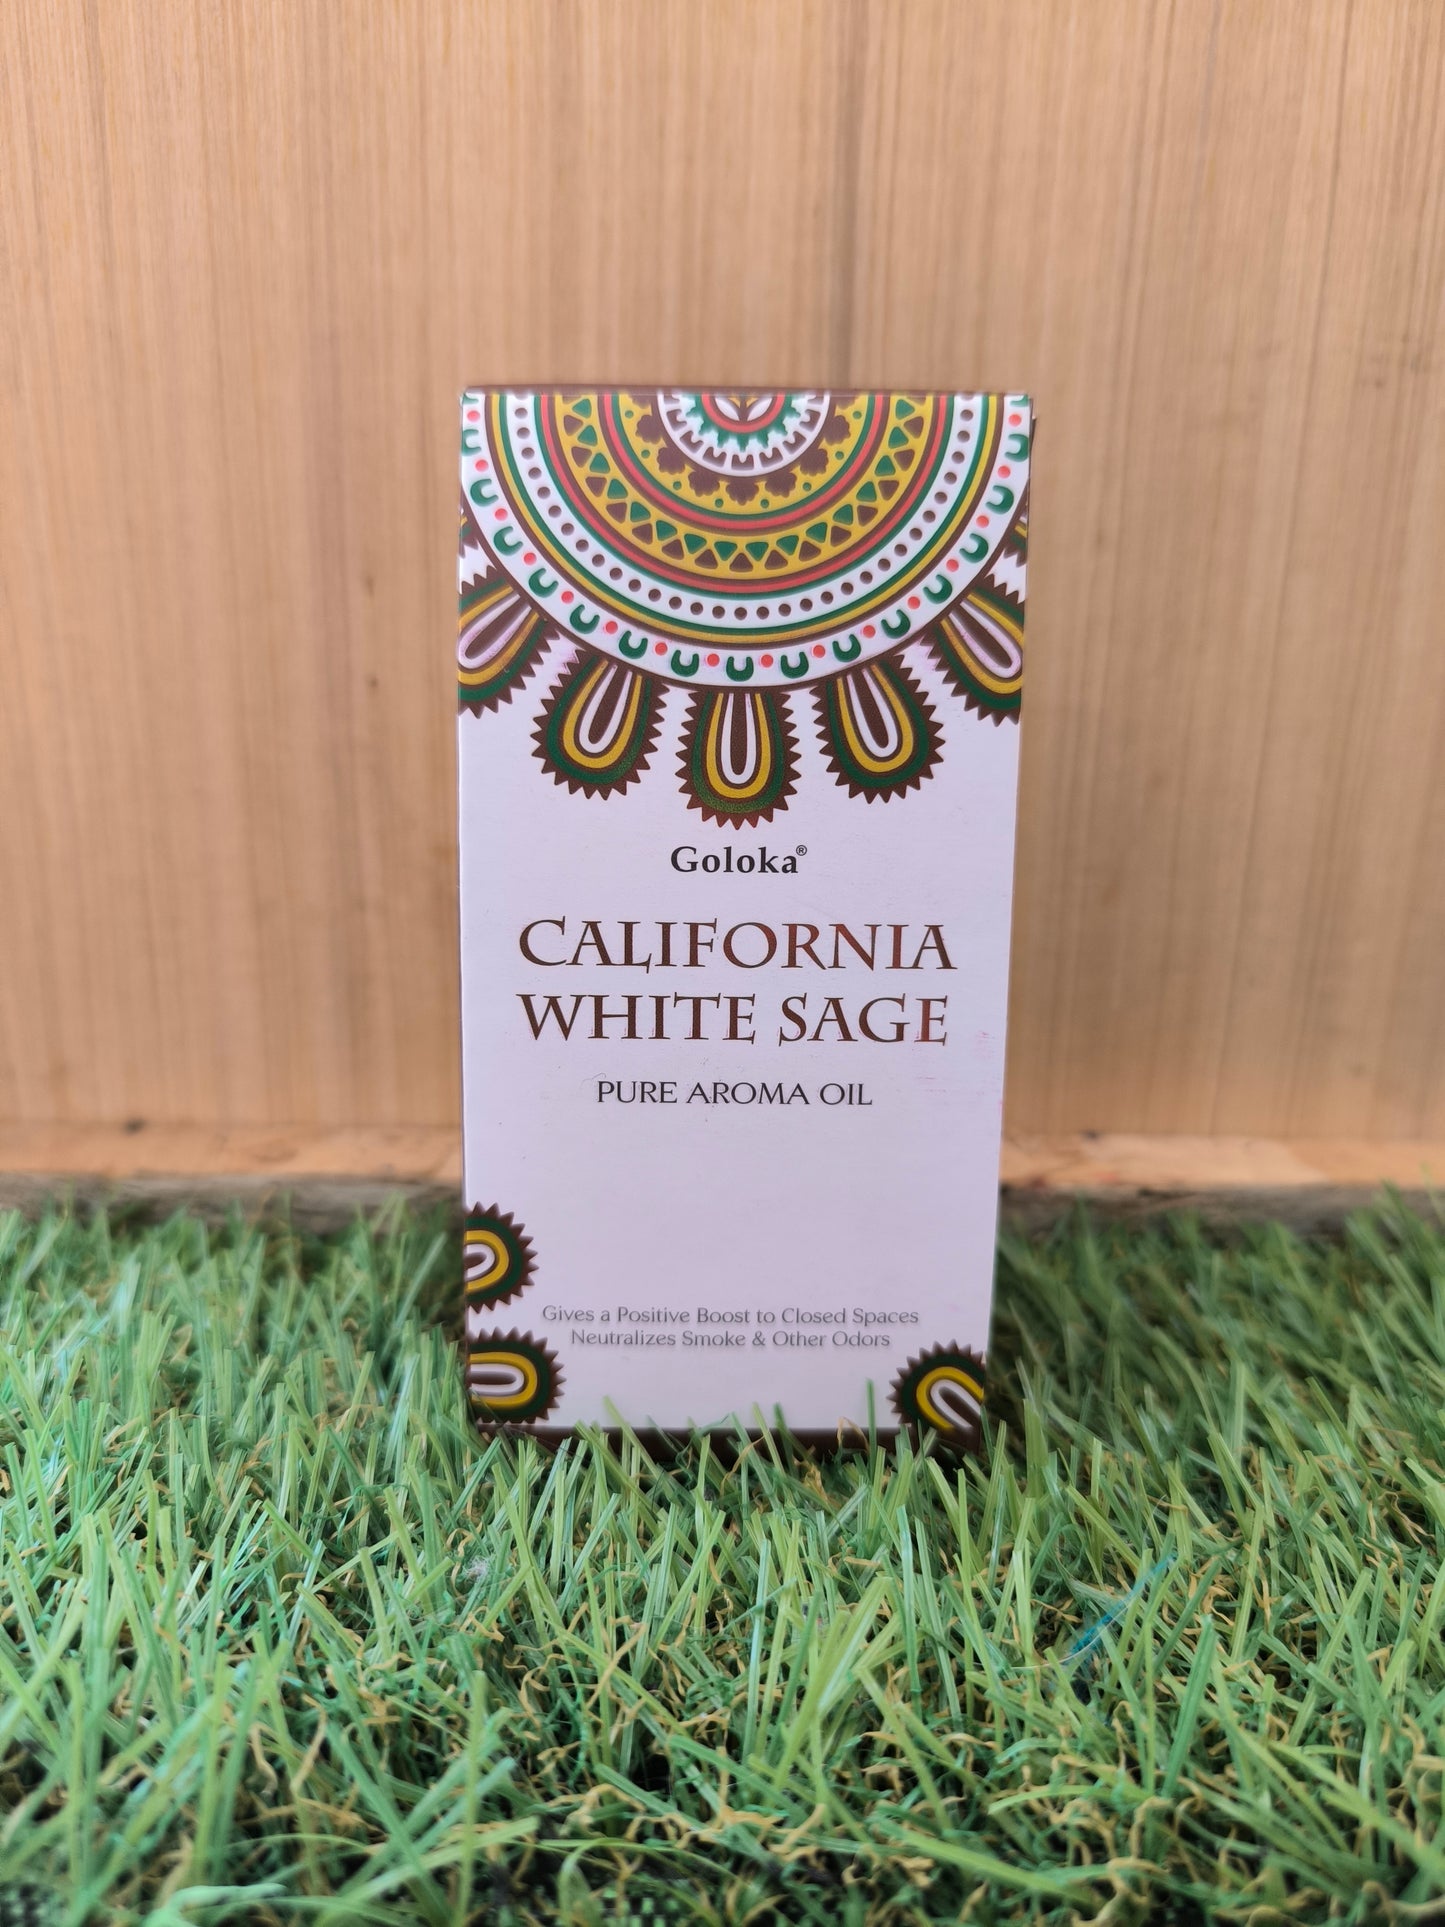 Goloka®
CALIFORNIA
WHITE SAGE
PURE AROMA OIL
Gives a Positive Boost to Closed Spaces
Neutralizes Smoke & Other Odors